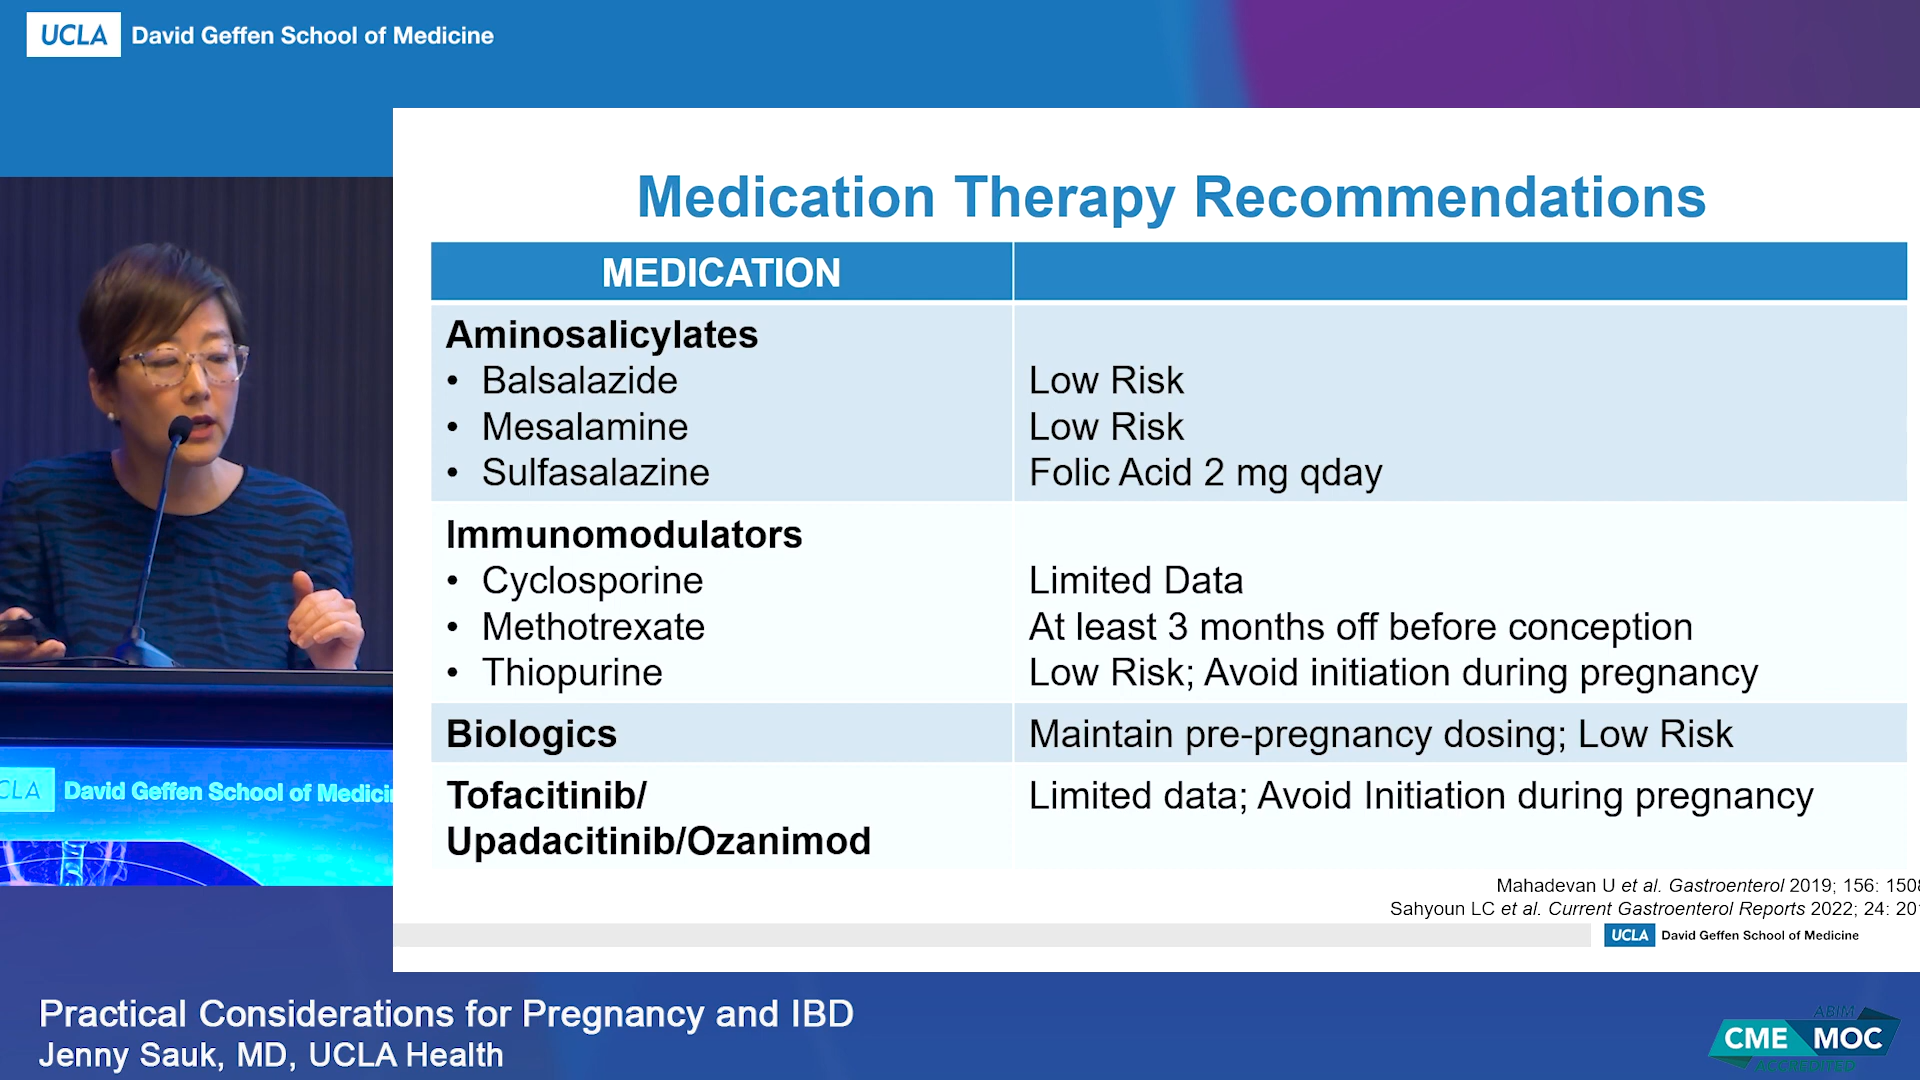 UCLA David Geffen School of Medicine
Medication Therapy Recommendations
MEDICATION
Aminosalicylates
• Balsalazide Low Risk
• Mesalamine Low Risk
• Sulfasalazine Folic Acid 2 mg qday
Immunomodulators
• Cyclosporine Limited Data
• Methotrexate At least 3 months off before conception
• Thiopurine Low Risk; Avoid initiation during pregnancy
Biologics Maintain pre-pregnancy dosing; Low Risk
Tofacitinib/ Limited data; Avoid Initiation during pregnancy
Upadacitinib/Ozanimod
Mahadevan U et al. Gastroenterol 2019; 156: 1508
Sahyoun LC et al. Current Gastroenterol Reports 2022; 24: 20
UCLA David Geffen School of Medicine
CLA David Geffen School of Medici
Practical Considerations for Pregnancy and IBD
Jenny Sauk, MD, UCLA Health
ABIM
CME MOC
ACCREDITED